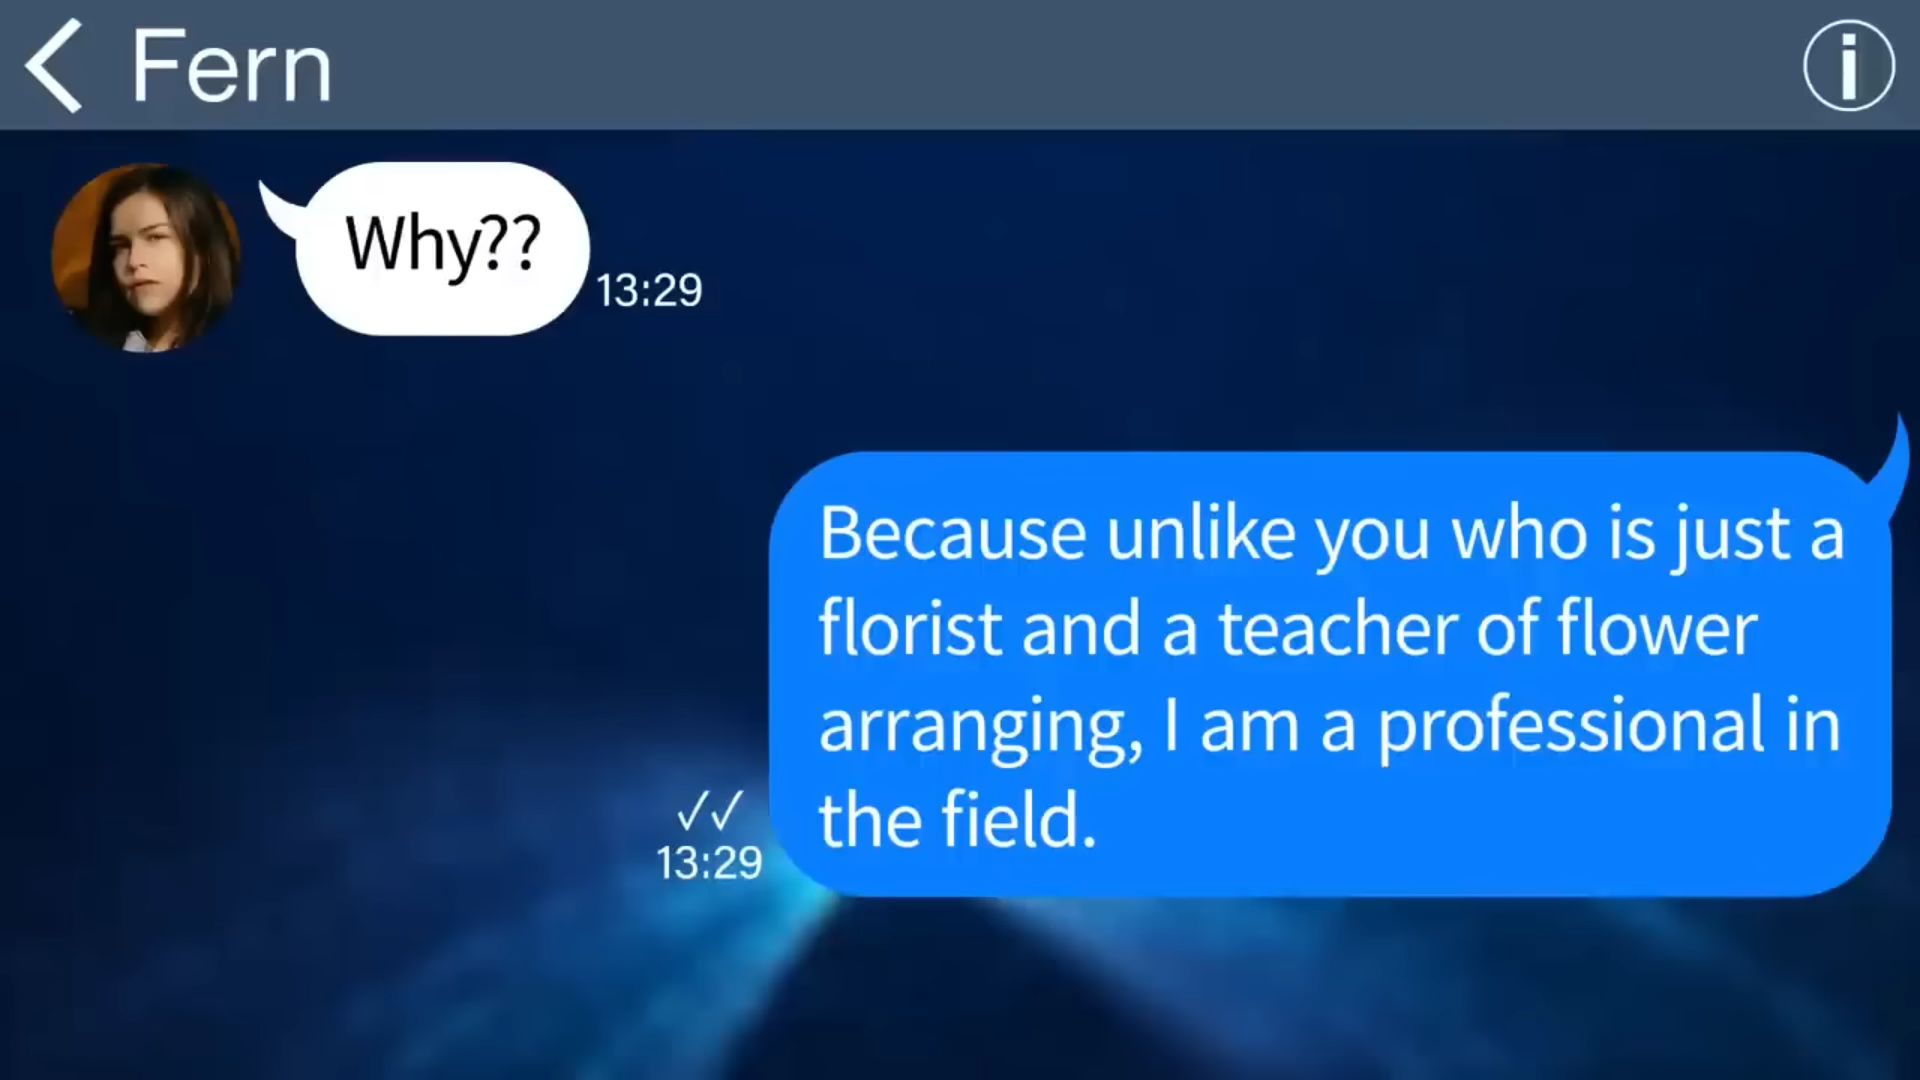 Fern
Why??
13:29
Because unlike you who is just a
florist and a teacher of flower
arranging, I am a professional in
the field.
13:29